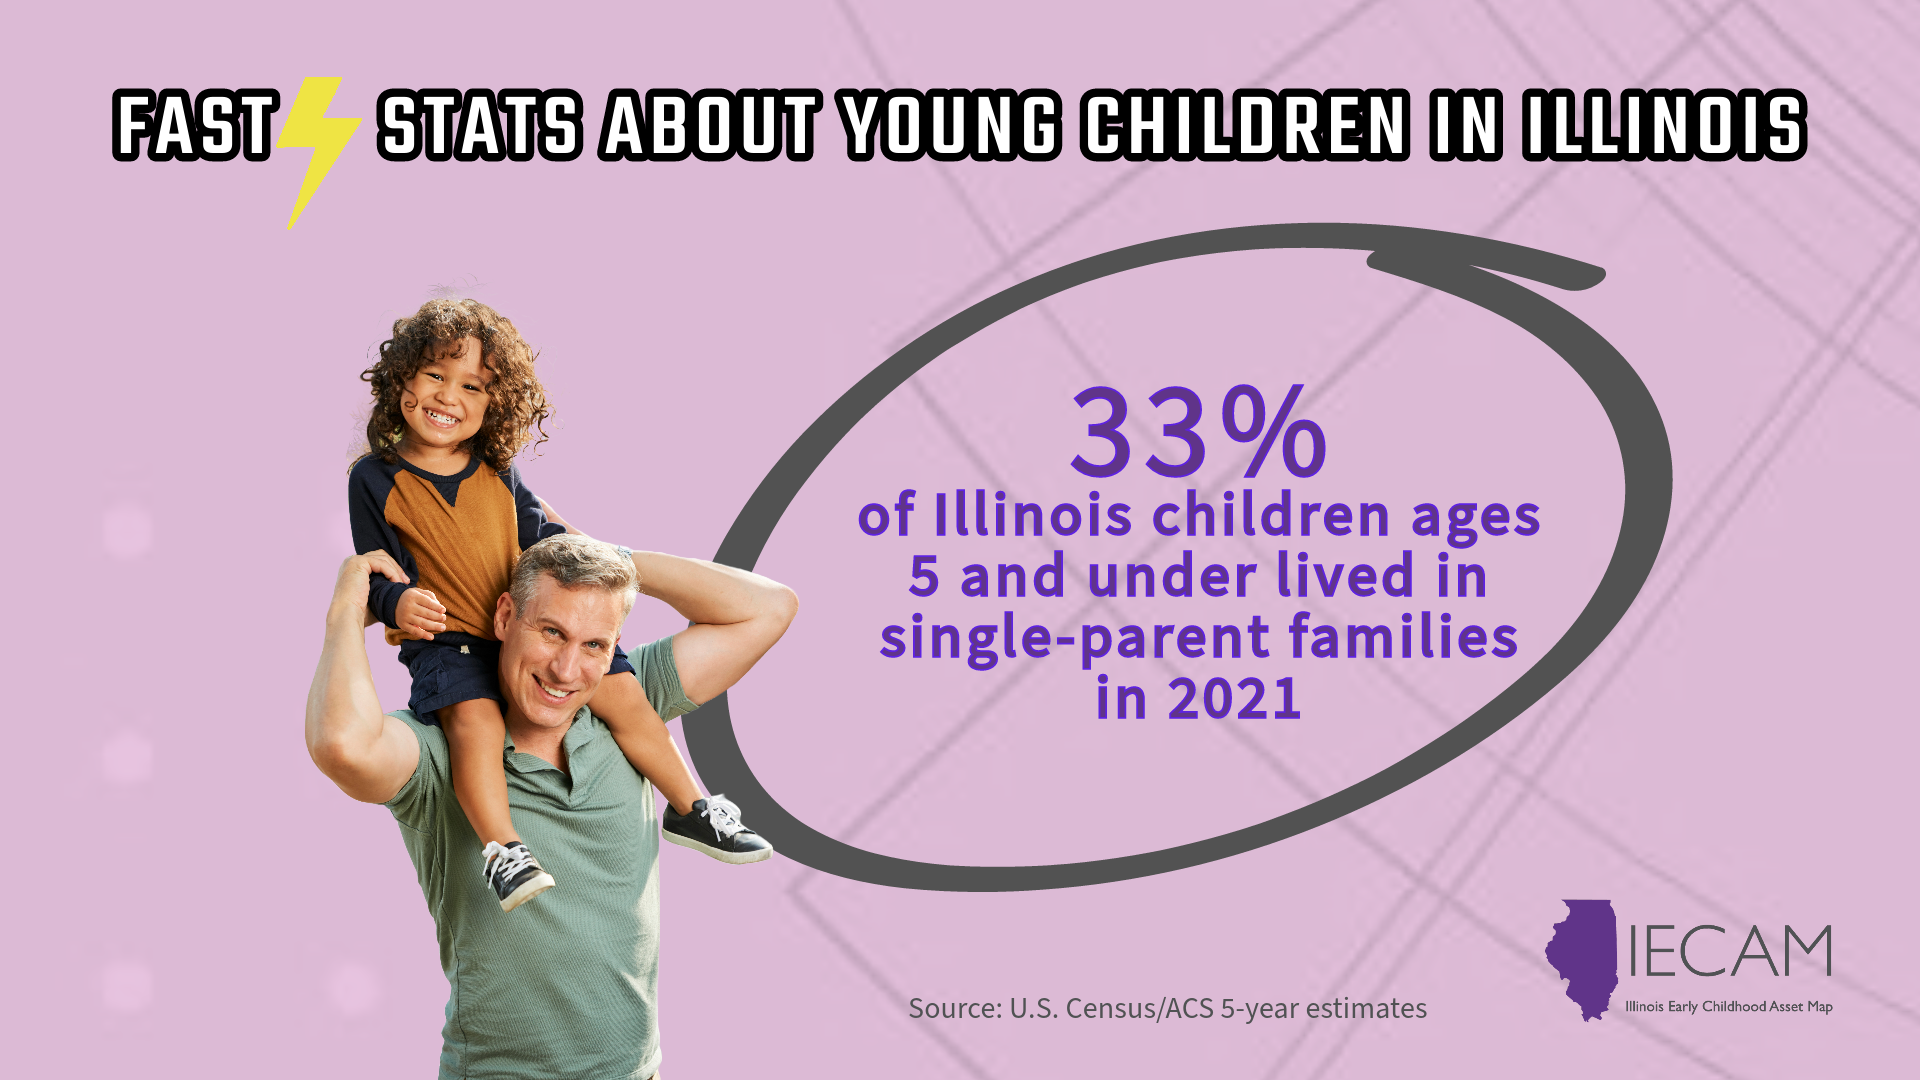 FAST STATS ABOUT YOUNG CHILDREN IN ILLINOIS
33%
of Illinois children ages
5 and under lived in
single-parent families
in 2021
Source: U.S. Census/ACS 5-year estimates
IECAM
Illinois Early Childhood Asset Map